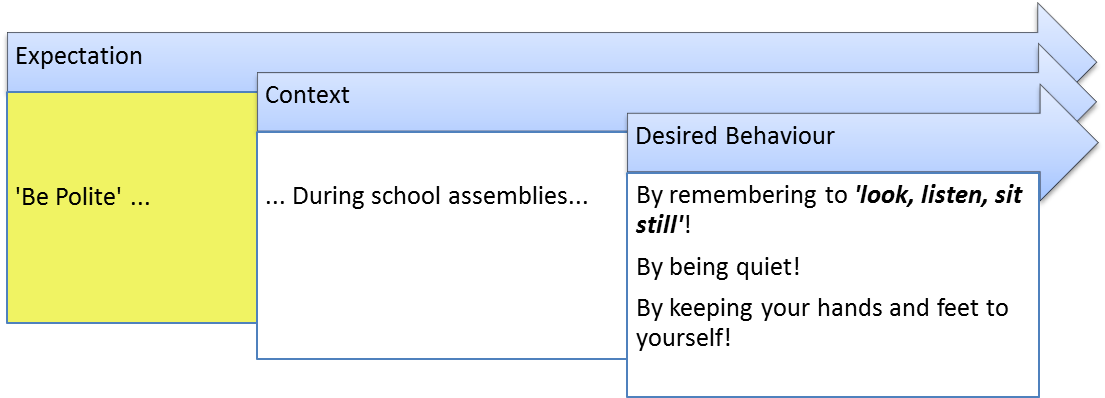 Expectation
Context
Desired Behaviour
'Be Polite' ...
... During school assemblies...
By remembering to 'look, listen, sit
still'!
By being quiet!
By keeping your hands and feet to
yourself!